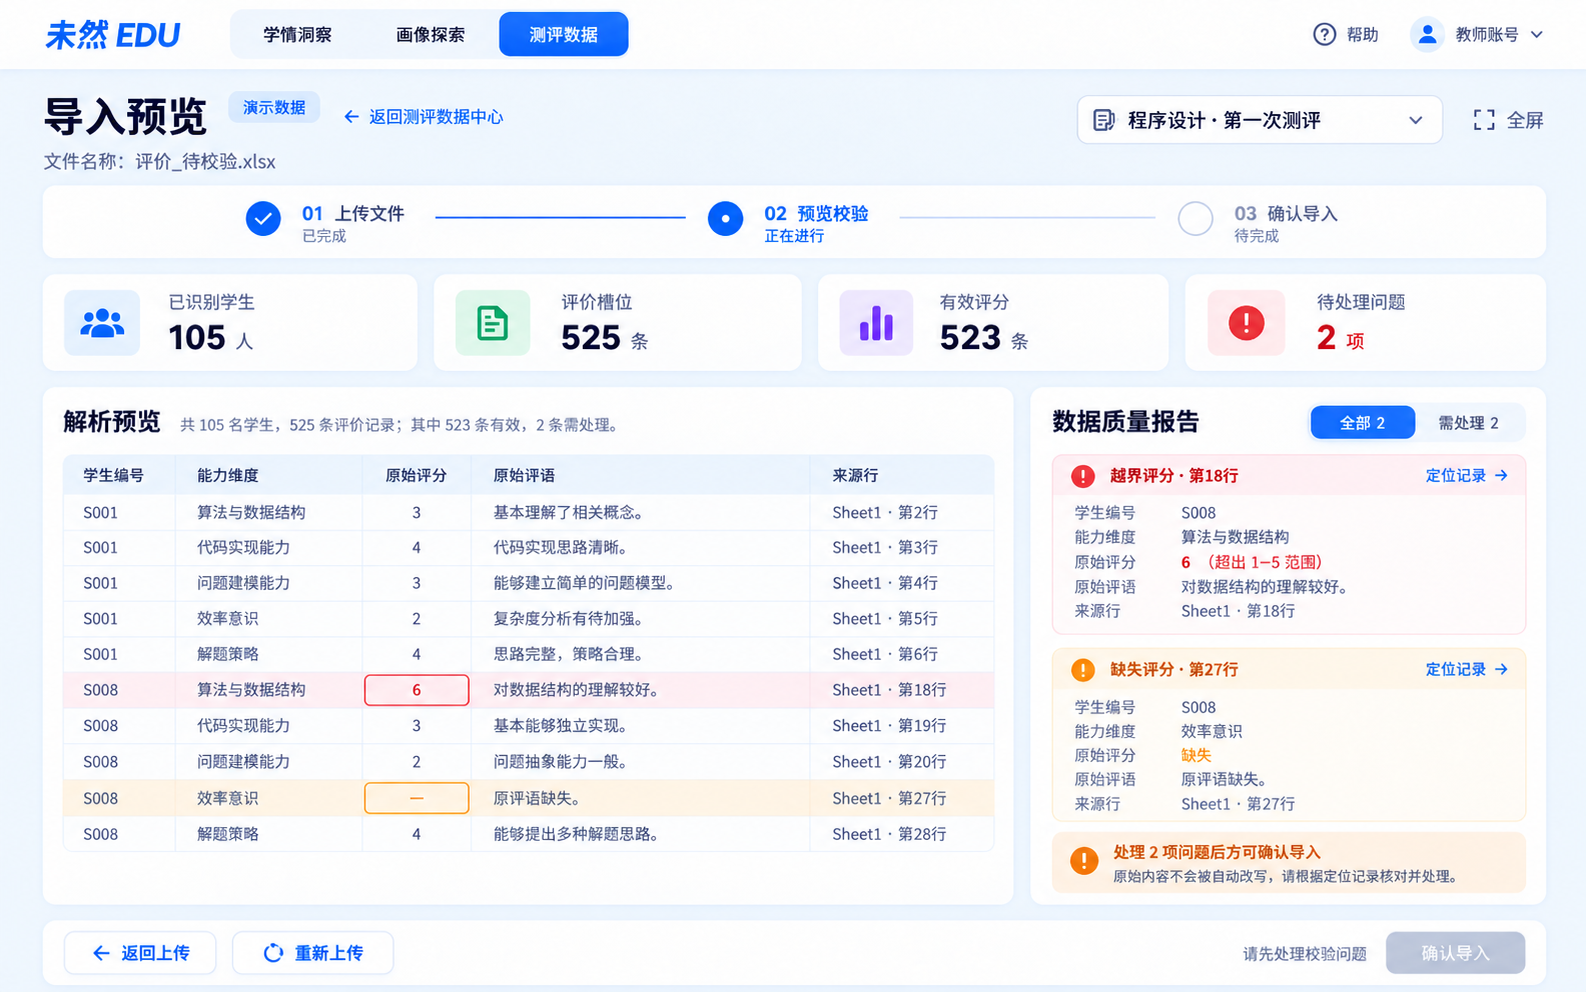 未然 EDU 学情洞察 画像探索 测评数据 帮助 教师账号
导入预览 演示数据 返回测评数据中心 程序设计 · 第一次测评 全屏
文件名称：评价_待校验.xlsx
01 上传文件 02 预览校验 03 确认导入
已完成 正在进行 待完成
已识别学生 评价槽位 有效评分 待处理问题
105 人 525 条 523 条 2 项
解析预览 共 105 名学生，525 条评价记录；其中 523 条有效，2 条需处理。
学生编号 能力维度 原始评分 原始评语 来源行
S001 算法与数据结构 3 基本理解了相关概念。 Sheet1 · 第2行
S001 代码实现能力 4 代码实现思路清晰。 Sheet1 · 第3行
S001 问题建模能力 3 能够建立简单的问题模型。 Sheet1 · 第4行
S001 效率意识 2 复杂度分析有待加强。 Sheet1 · 第5行
S001 解题策略 4 思路完整，策略合理。 Sheet1 · 第6行
S008 算法与数据结构 6 对数据结构的理解较好。 Sheet1 · 第18行
S008 代码实现能力 3 基本能够独立实现。 Sheet1 · 第19行
S008 问题建模能力 2 问题抽象能力一般。 Sheet1 · 第20行
S008 效率意识 — 原评语缺失。 Sheet1 · 第27行
S008 解题策略 4 能够提出多种解题思路。 Sheet1 · 第28行
数据质量报告 全部 2 需处理 2
越界评分 · 第18行 定位记录
学生编号 S008
能力维度 算法与数据结构
原始评分 6 （超出 1–5 范围）
原始评语 对数据结构的理解较好。
来源行 Sheet1 · 第18行
缺失评分 · 第27行 定位记录
学生编号 S008
能力维度 效率意识
原始评分 缺失
原始评语 原评语缺失。
来源行 Sheet1 · 第27行
处理 2 项问题后方可确认导入
原始内容不会被自动改写，请根据定位记录核对并处理。
返回上传 重新上传 请先处理校验问题 确认导入